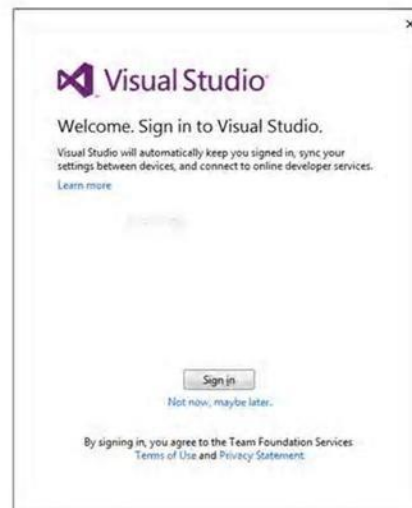 Visual Studio
Welcome. Sign in to Visual Studio.
Visual Studio will automatically keep you signed in, sync your
settings between devices, and connect to online developer services.
Learn more
Sign in
Not now, maybe later.
By signing in, you agree to the Team Foundation Services
Terms of Use and Privacy Statement